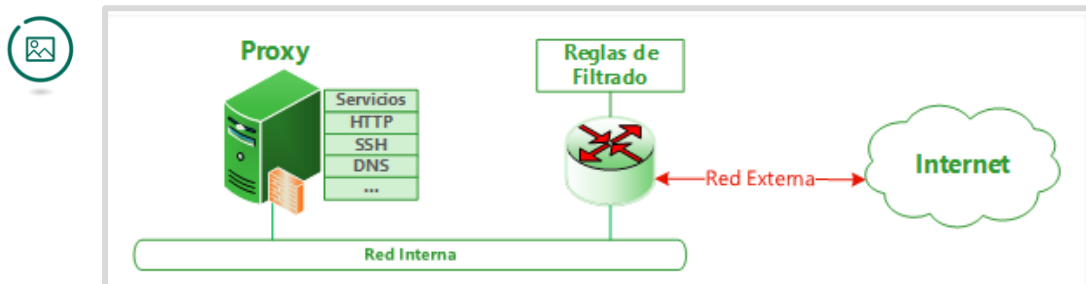 Proxy
Servicios
HTTP
SSH
DNS
...
Reglas de
Filtrado
Red Externa
Internet
Red Interna